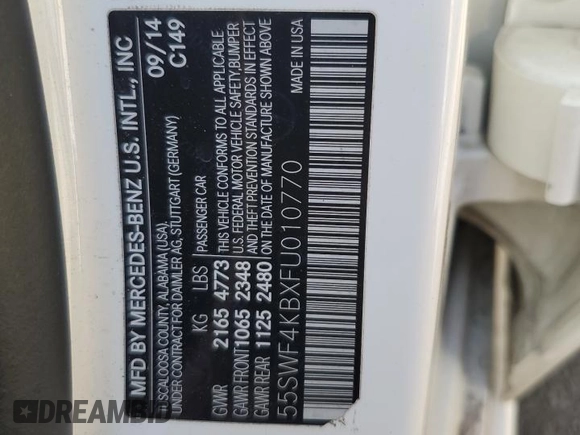 MFD BY MERCEDES-BENZ U.S. INTL., INC
USCALOOSA COUNTY, ALABAMA (USA)
UNDER CONTRACT FOR DAIMLER AG, STUTTGART (GERMANY)
09/14
C149
KG LBS
GVWR 2165 4773
GAWR FRONT 1065 2348
GAWR REAR 1125 2480
PASSENGER CAR
THIS VEHICLE CONFORMS TO ALL APPLICABLE
U.S. FEDERAL MOTOR VEHICLE SAFETY, BUMPER
AND THEFT PREVENTION STANDARDS IN EFFECT
ON THE DATE OF MANUFACTURE SHOWN ABOVE
55SWF4KBXFU010770
MADE IN USA
DREAMBID